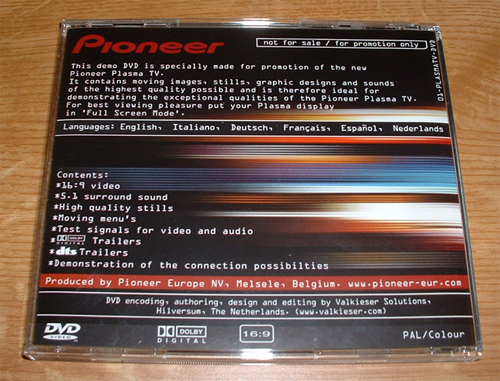 Pioneer
not for sale / for promotion only
This demo DVD is specially made for promotion of the new
Pioneer Plasma TV.
It contains moving images, stills, graphic designs and sounds
of the highest quality possible and is therefore ideal for
demonstrating the exceptional qualities of the Pioneer Plasma TV.
For best viewing pleasure put your Plasma display
in 'Full Screen Mode'.
01-PLASMATV-DVD
Languages: English, Italiano, Deutsch, Français, Español, Nederlands
Contents:
*16:9 video
*5.1 surround sound
*High quality stills
*Moving menu's
*Test signals for video and audio
*DOLBY DIGITAL Trailers
*dts Trailers
*Demonstration of the connection possibilties
Produced by Pioneer Europe NV, Melsele, Belgium. www.pioneer-eur.com
DVD encoding, authoring, design and editing by Valkieser Solutions,
Hilversum, The Netherlands. (www.valkieser.com)
DVD VIDEO
DOLBY DIGITAL
16:9
PAL/Colour